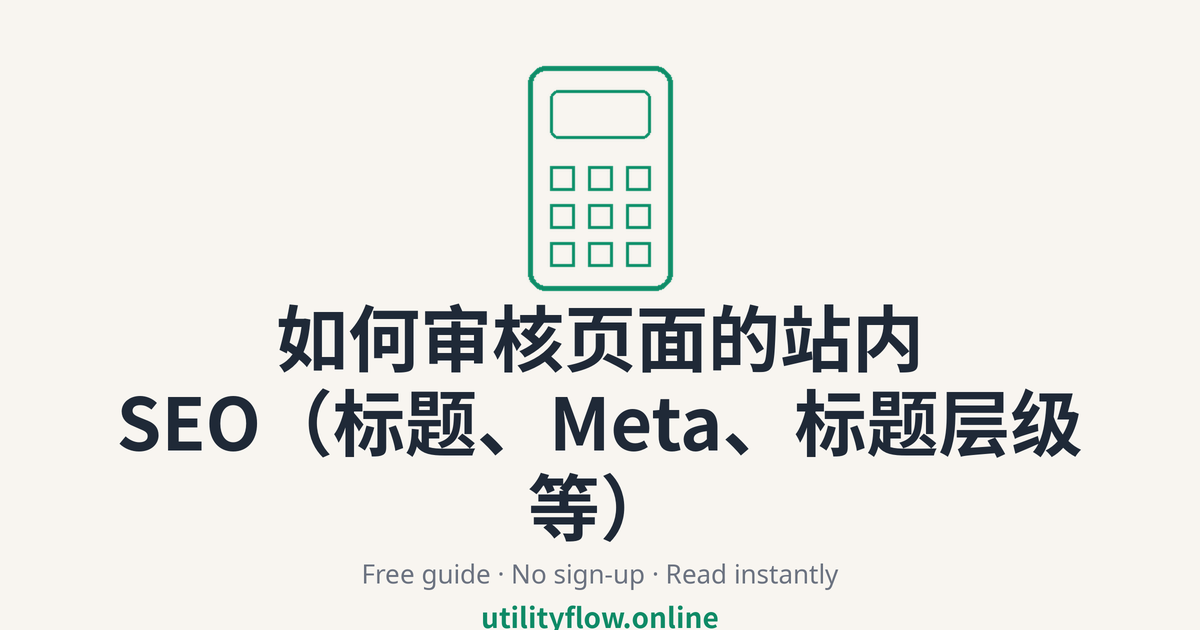 如何审核页面的站内
SEO（标题、Meta、标题层级
等）
Free guide · No sign-up · Read instantly
utilityflow.online